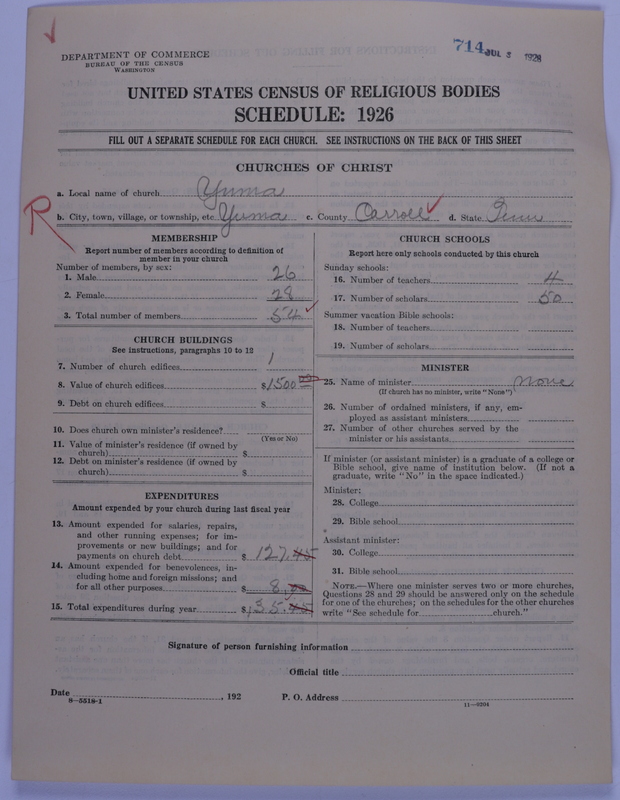 DEPARTMENT OF COMMERCE
BUREAU OF THE CENSUS
WASHINGTON
714 JUL 1926
UNITED STATES CENSUS OF RELIGIOUS BODIES
SCHEDULE: 1926
FILL OUT A SEPARATE SCHEDULE FOR EACH CHURCH. SEE INSTRUCTIONS ON THE BACK OF THIS SHEET
CHURCHES OF CHRIST
a. Local name of church Yuma
R
b. City, town, village, or township, etc. Yuma c. County Carroll d. State Tenn
MEMBERSHIP
Report number of members according to definition of
member in your church
Number of members, by sex:
1. Male 26
2. Female 28
3. Total number of members 54
CHURCH BUILDINGS
See instructions, paragraphs 10 to 12
7. Number of church edifices 1
8. Value of church edifices $1500 00
9. Debt on church edifices $
10. Does church own minister's residence?
(Yes or No)
11. Value of minister's residence (if owned by
church) $
12. Debt on minister's residence (if owned by
church) $
EXPENDITURES
Amount expended by your church during last fiscal year
13. Amount expended for salaries, repairs,
and other running expenses; for im-
provements or new buildings; and for
payments on church debt $ 127.45
14. Amount expended for benevolences, in-
cluding home and foreign missions; and
for all other purposes $ 8.
15. Total expenditures during year $135.45
CHURCH SCHOOLS
Report here only schools conducted by this church
Sunday schools:
16. Number of teachers 4
17. Number of scholars 50
Summer vacation Bible schools:
18. Number of teachers
19. Number of scholars
MINISTER
25. Name of minister none
(If church has no minister, write "None")
26. Number of ordained ministers, if any, em-
ployed as assistant ministers
27. Number of other churches served by the
minister or his assistants
If minister (or assistant minister) is a graduate of a college or
Bible school, give name of institution below. (If not a
graduate, write "No" in the space indicated.)
Minister:
28. College
29. Bible school
Assistant minister:
30. College
31. Bible school
NOTE.—Where one minister serves two or more churches,
Questions 28 and 29 should be answered only on the schedule
for one of the churches; on the schedules for the other churches
write "See schedule for church."
Signature of person furnishing information
Official title
Date , 192 P. O. Address
8—5518-1
11—9204